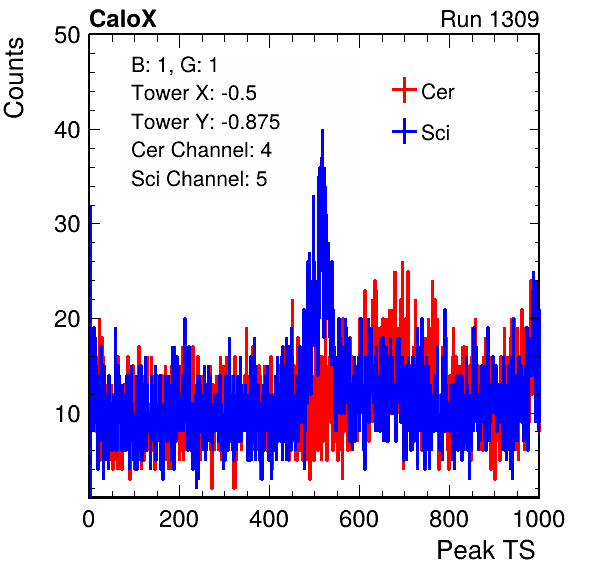 CaloX Run 1309
Counts
50
40
30
20
10
B: 1, G: 1
Tower X: -0.5
Tower Y: -0.875
Cer Channel: 4
Sci Channel: 5
Cer
Sci
0 200 400 600 800 1000
Peak TS